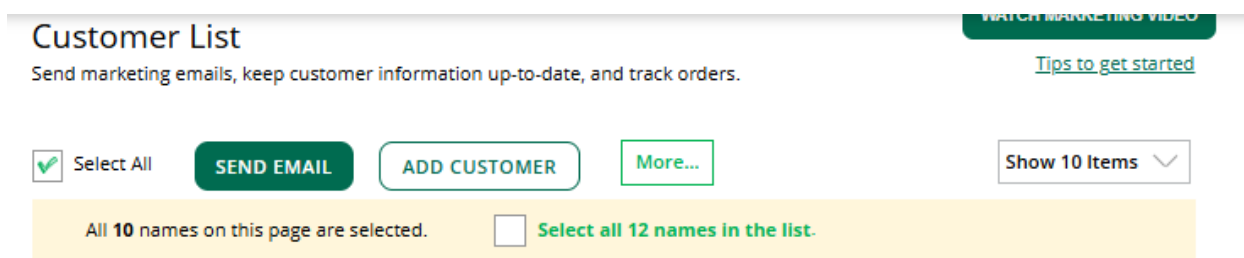 WATCH MARKETING VIDEO
Customer List
Send marketing emails, keep customer information up-to-date, and track orders.
Tips to get started
Select All
SEND EMAIL
ADD CUSTOMER
More...
Show 10 Items
All 10 names on this page are selected.
Select all 12 names in the list.